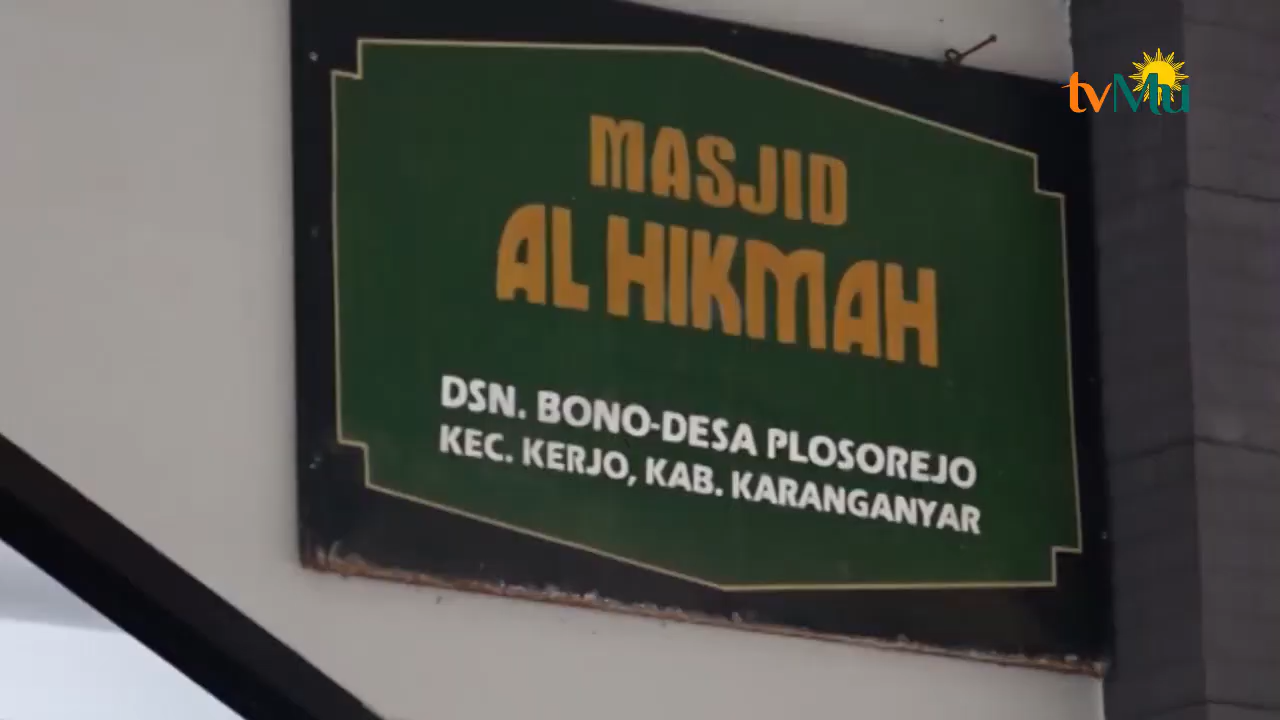 tvMu
MASJID
AL HIKMAH
DSN. BONO-DESA PLOSOREJO
KEC. KERJO, KAB. KARANGANYAR